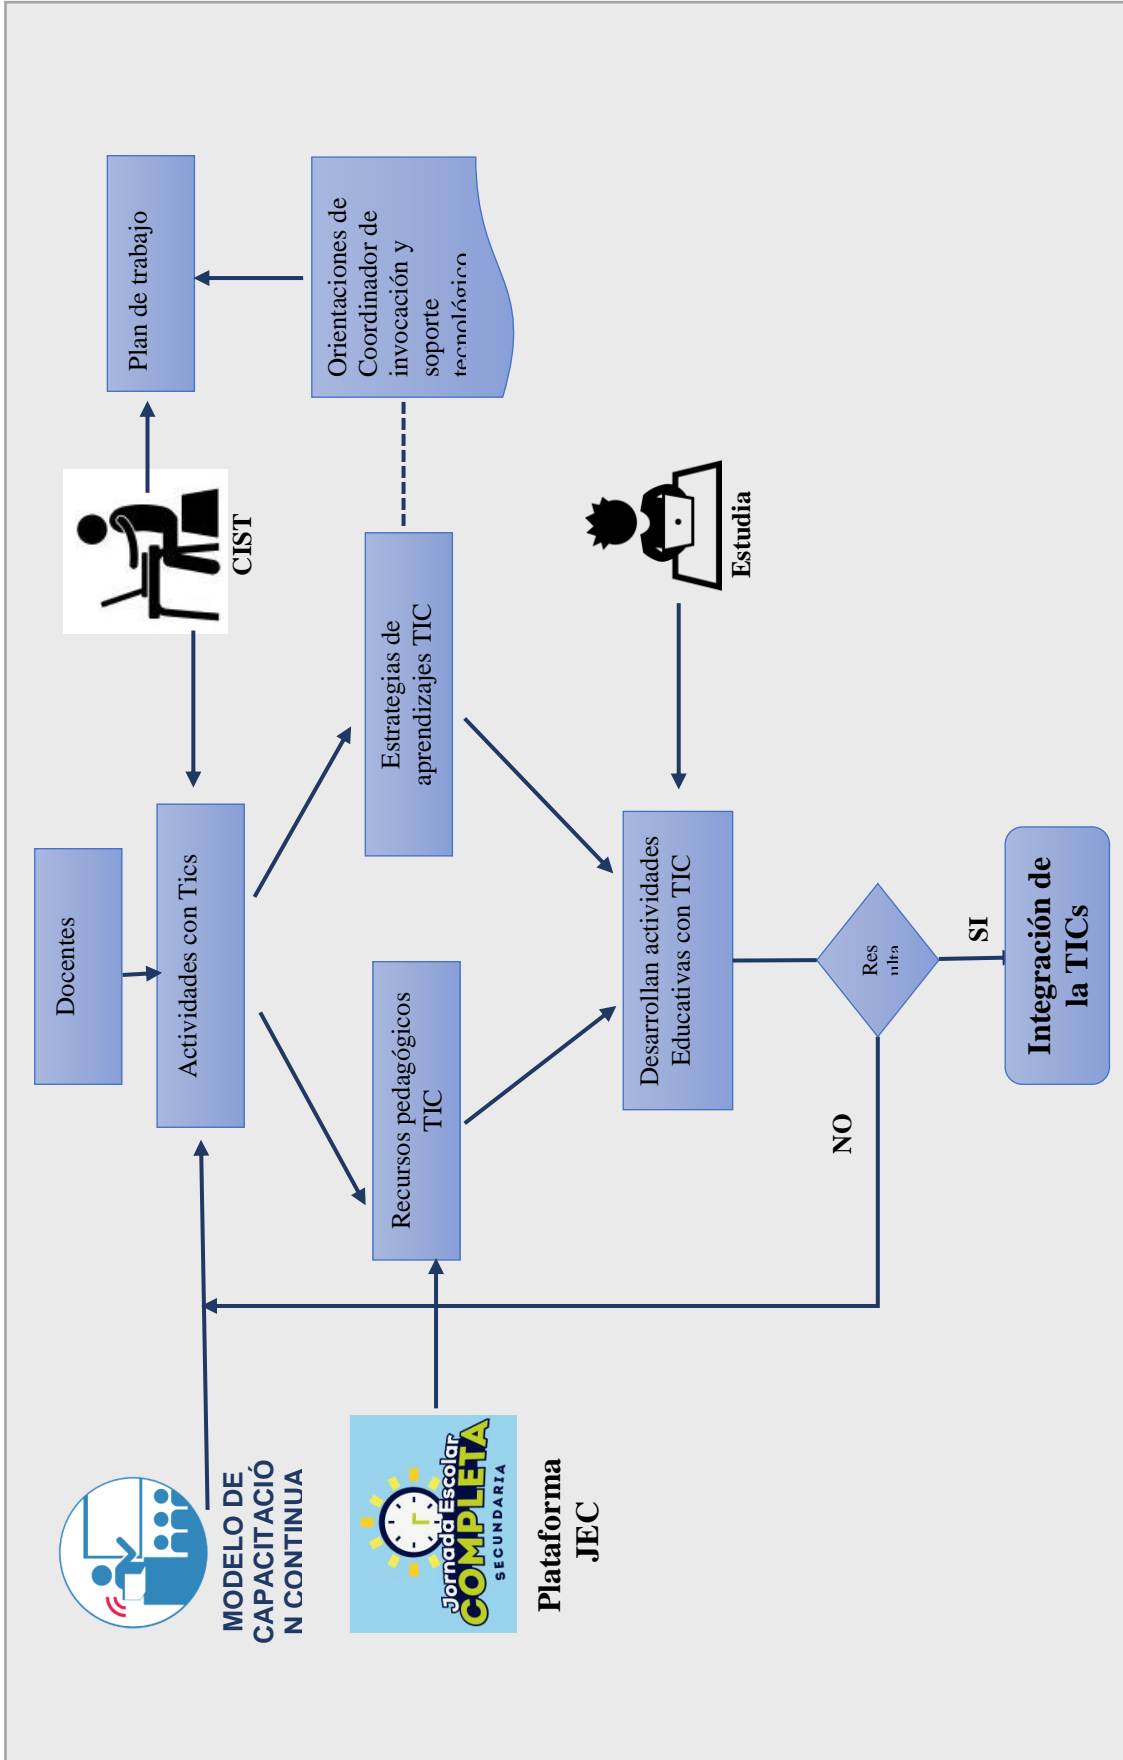 Docentes
Actividades con Tics
CIST
Plan de trabajo
MODELO DE
CAPACITACIÓ
N CONTINUA
Recursos pedagógicos
TIC
Estrategias de
aprendizajes TIC
Orientaciones de
Coordinador de
invocación y
soporte
tecnológico
Jornada Escolar
COMPLETA
SECUNDARIA
Plataforma
JEC
Desarrollan actividades
Educativas con TIC
Estudia
Res
ulta
NO
SI
Integración de
la TICs